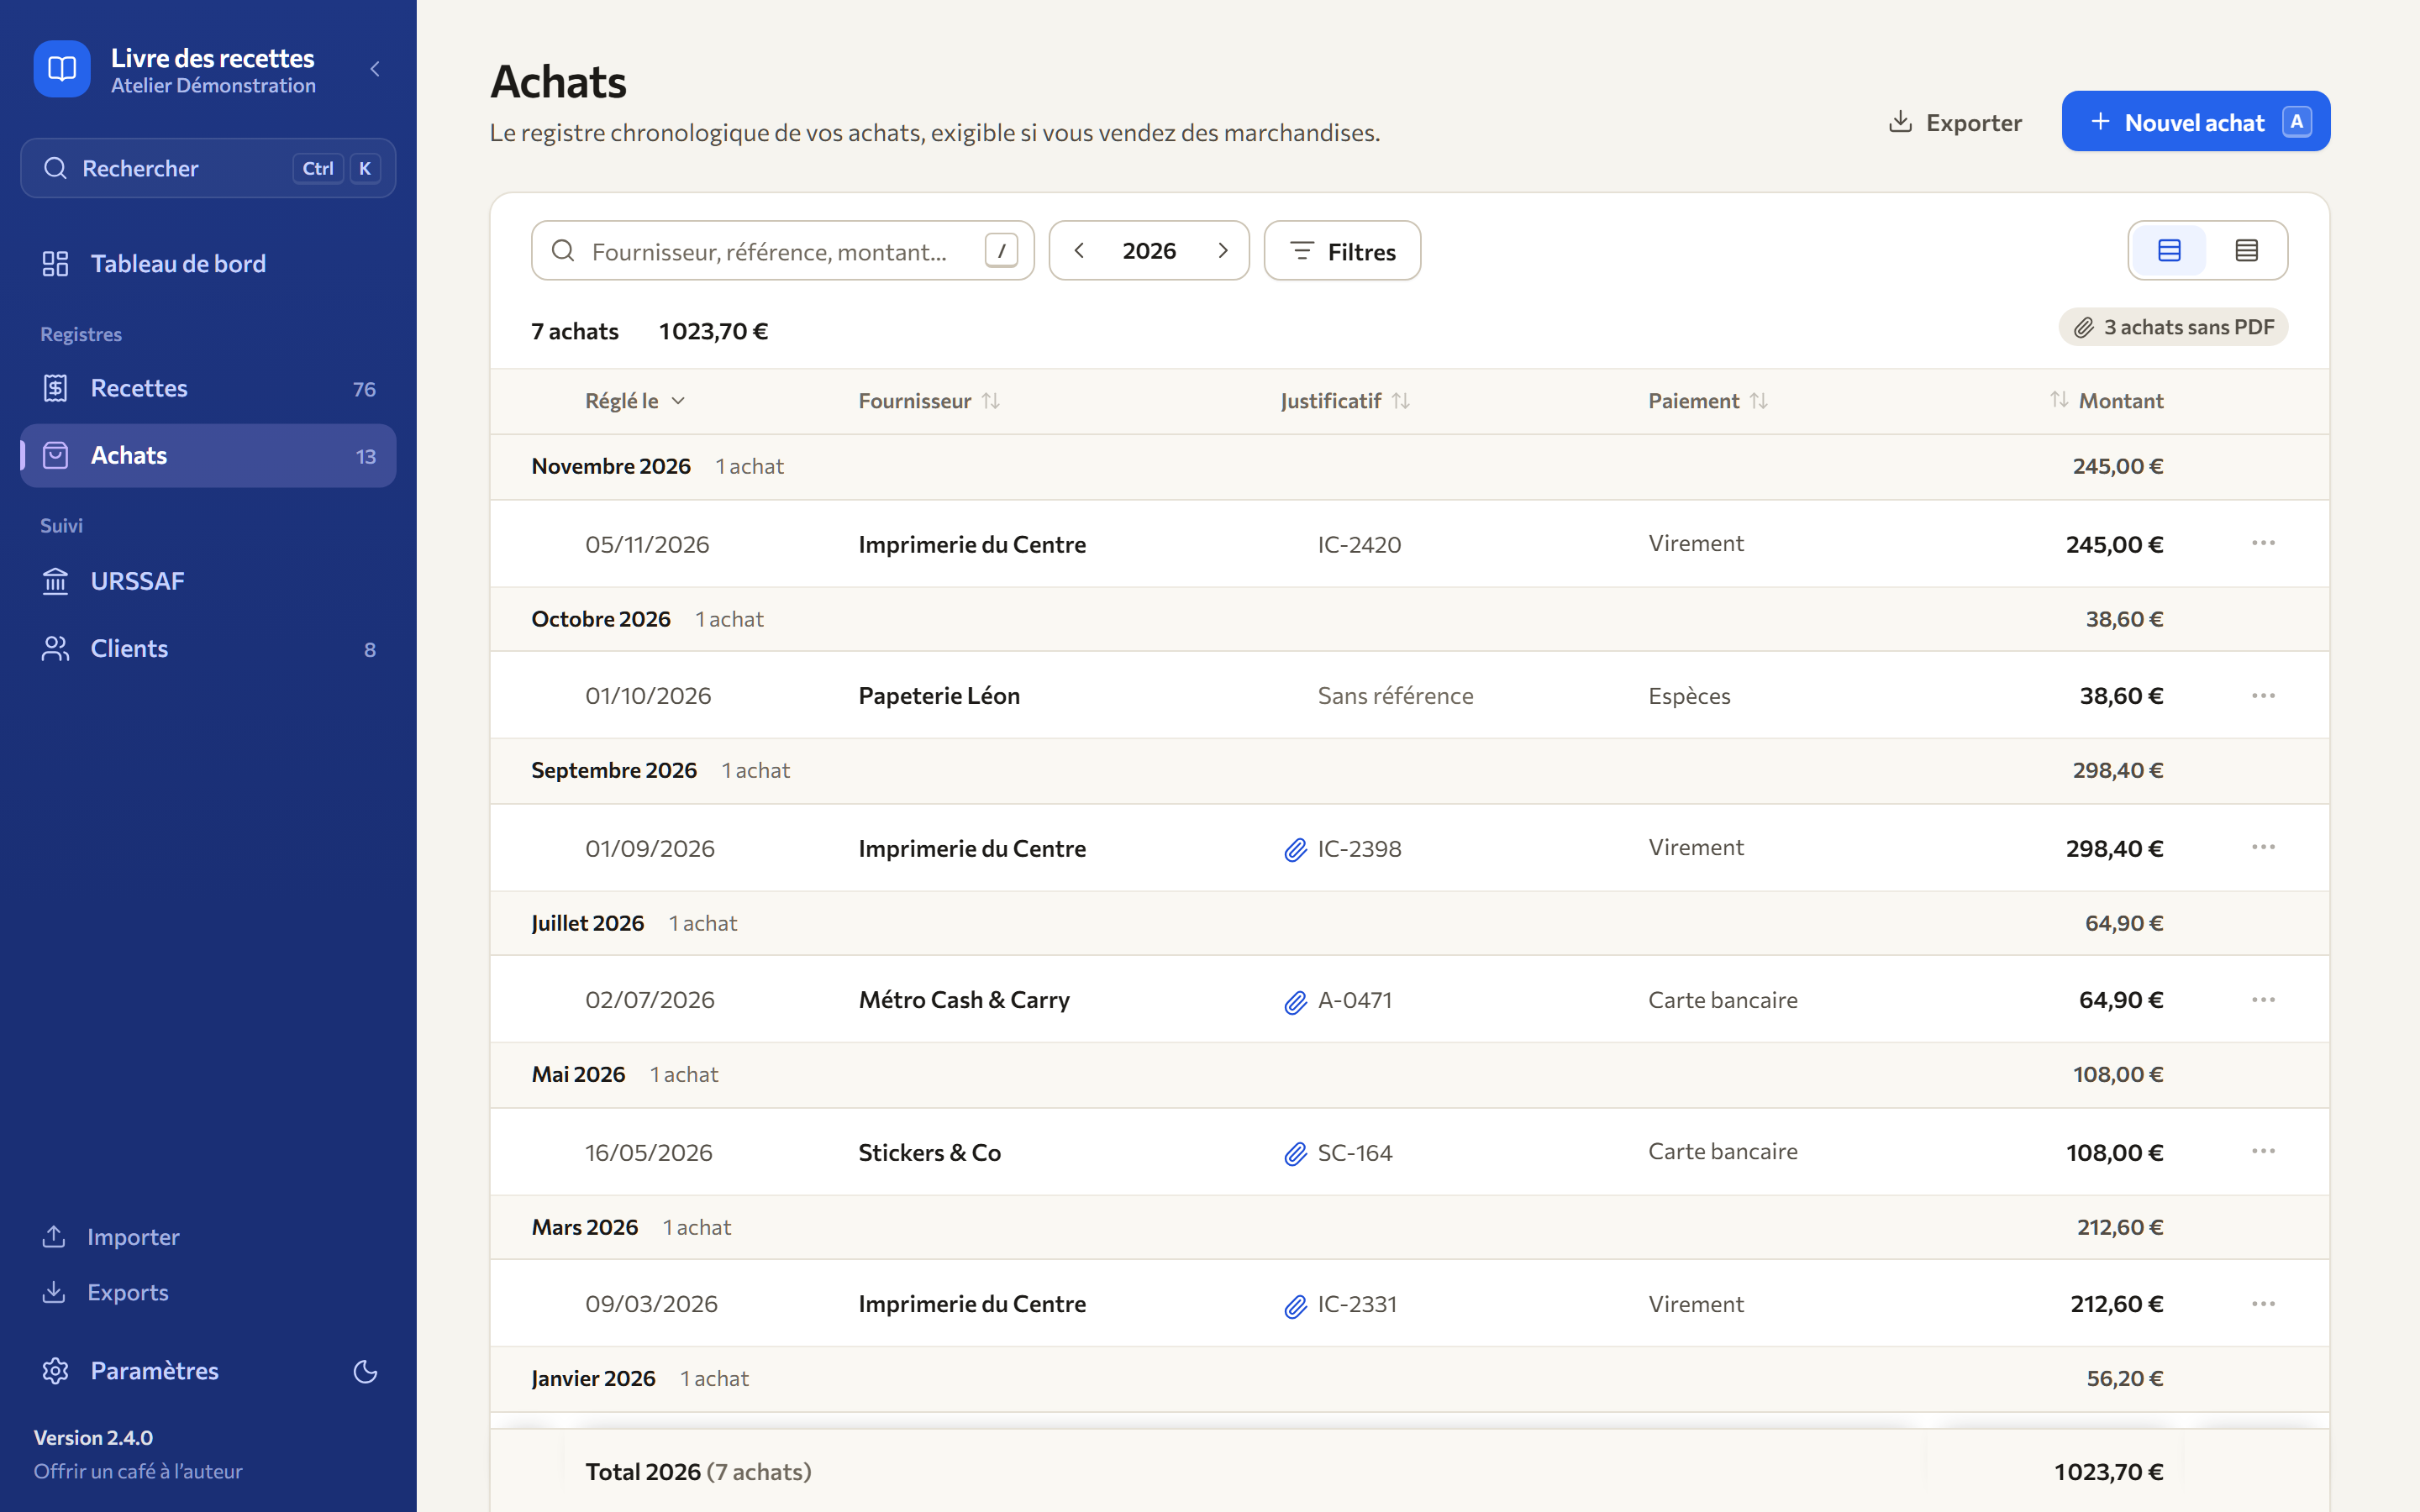 Livre des recettes
Atelier Démonstration
Rechercher Ctrl K
Tableau de bord
Registres
Recettes 76
Achats 13
Suivi
URSSAF
Clients 8
Importer
Exports
Paramètres
Version 2.4.0
Offrir un café à l’auteur
Achats
Le registre chronologique de vos achats, exigible si vous vendez des marchandises.
Exporter
Nouvel achat A
Fournisseur, référence, montant... /
2026
Filtres
7 achats 1 023,70 €
3 achats sans PDF
Réglé le Fournisseur Justificatif Paiement Montant
Novembre 2026 1 achat 245,00 €
05/11/2026 Imprimerie du Centre IC-2420 Virement 245,00 €
Octobre 2026 1 achat 38,60 €
01/10/2026 Papeterie Léon Sans référence Espèces 38,60 €
Septembre 2026 1 achat 298,40 €
01/09/2026 Imprimerie du Centre IC-2398 Virement 298,40 €
Juillet 2026 1 achat 64,90 €
02/07/2026 Métro Cash & Carry A-0471 Carte bancaire 64,90 €
Mai 2026 1 achat 108,00 €
16/05/2026 Stickers & Co SC-164 Carte bancaire 108,00 €
Mars 2026 1 achat 212,60 €
09/03/2026 Imprimerie du Centre IC-2331 Virement 212,60 €
Janvier 2026 1 achat 56,20 €
Total 2026 (7 achats) 1 023,70 €